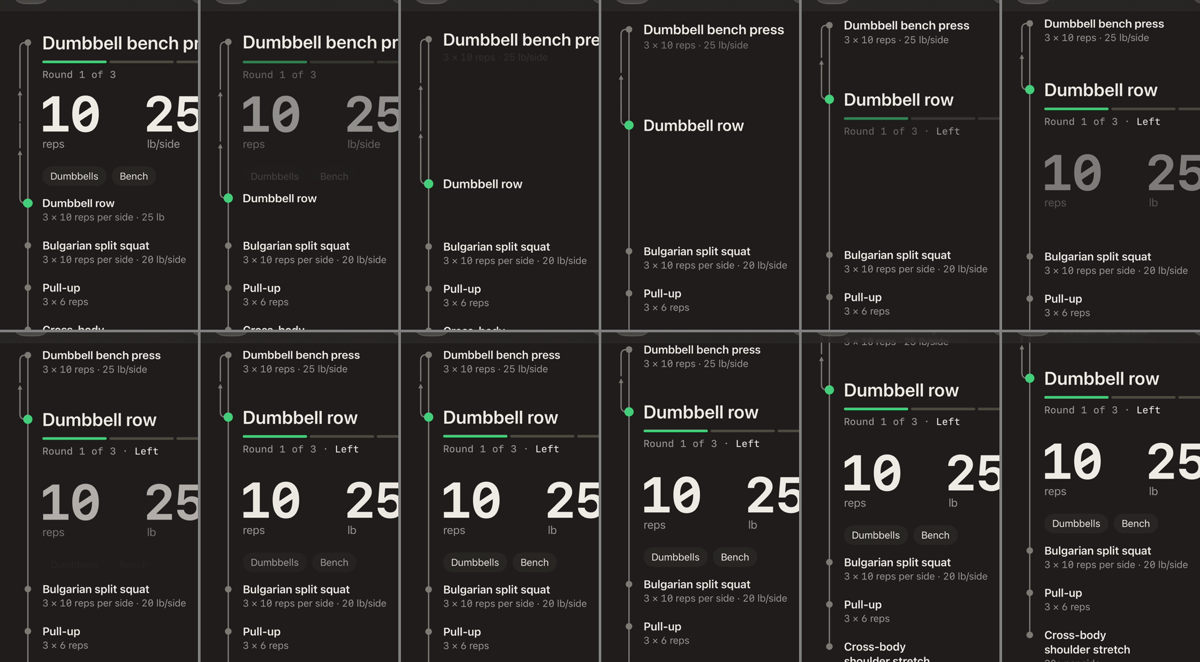 Dumbbell bench pr
Round 1 of 3
10 25
reps lb/side
Dumbbells Bench
Dumbbell row
3 × 10 reps per side · 25 lb
Bulgarian split squat
3 × 10 reps per side · 20 lb/side
Pull-up
3 × 6 reps
Cross-body
Dumbbell bench pr
Round 1 of 3
10 25
reps lb/side
Dumbbells Bench
Dumbbell row
Bulgarian split squat
3 × 10 reps per side · 20 lb/side
Pull-up
3 × 6 reps
Cross-body
Dumbbell bench pre
3 × 10 reps · 25 lb/side
Dumbbell row
Bulgarian split squat
3 × 10 reps per side · 20 lb/side
Pull-up
3 × 6 reps
Cross-body
Dumbbell bench press
3 × 10 reps · 25 lb/side
Dumbbell row
Bulgarian split squat
3 × 10 reps per side · 20 lb/side
Pull-up
3 × 6 reps
Dumbbell bench press
3 × 10 reps · 25 lb/side
Dumbbell row
Round 1 of 3 · Left
Bulgarian split squat
3 × 10 reps per side · 20 lb/side
Pull-up
3 × 6 reps
Dumbbell bench press
3 × 10 reps · 25 lb/side
Dumbbell row
Round 1 of 3 · Left
10 25
reps lb
Bulgarian split squat
3 × 10 reps per side · 20 lb/side
Pull-up
3 × 6 reps
Dumbbell bench press
3 × 10 reps · 25 lb/side
Dumbbell row
Round 1 of 3 · Left
10 25
reps lb
Bulgarian split squat
3 × 10 reps per side · 20 lb/side
Pull-up
3 × 6 reps
Dumbbell bench press
3 × 10 reps · 25 lb/side
Dumbbell row
Round 1 of 3 · Left
10 25
reps lb
Dumbbells Bench
Bulgarian split squat
3 × 10 reps per side · 20 lb/side
Pull-up
3 × 6 reps
Dumbbell bench press
3 × 10 reps · 25 lb/side
Dumbbell row
Round 1 of 3 · Left
10 25
reps lb
Dumbbells Bench
Bulgarian split squat
3 × 10 reps per side · 20 lb/side
Pull-up
3 × 6 reps
Dumbbell bench press
3 × 10 reps · 25 lb/side
Dumbbell row
Round 1 of 3 · Left
10 25
reps lb
Dumbbells Bench
Bulgarian split squat
3 × 10 reps per side · 20 lb/side
Pull-up
3 × 6 reps
3 × 10 reps · 25 lb/side
Dumbbell row
Round 1 of 3 · Left
10 25
reps lb
Dumbbells Bench
Bulgarian split squat
3 × 10 reps per side · 20 lb/side
Pull-up
3 × 6 reps
Cross-body
shoulder stretch
Dumbbell row
Round 1 of 3 · Left
10 25
reps lb
Dumbbells Bench
Bulgarian split squat
3 × 10 reps per side · 20 lb/side
Pull-up
3 × 6 reps
Cross-body
shoulder stretch